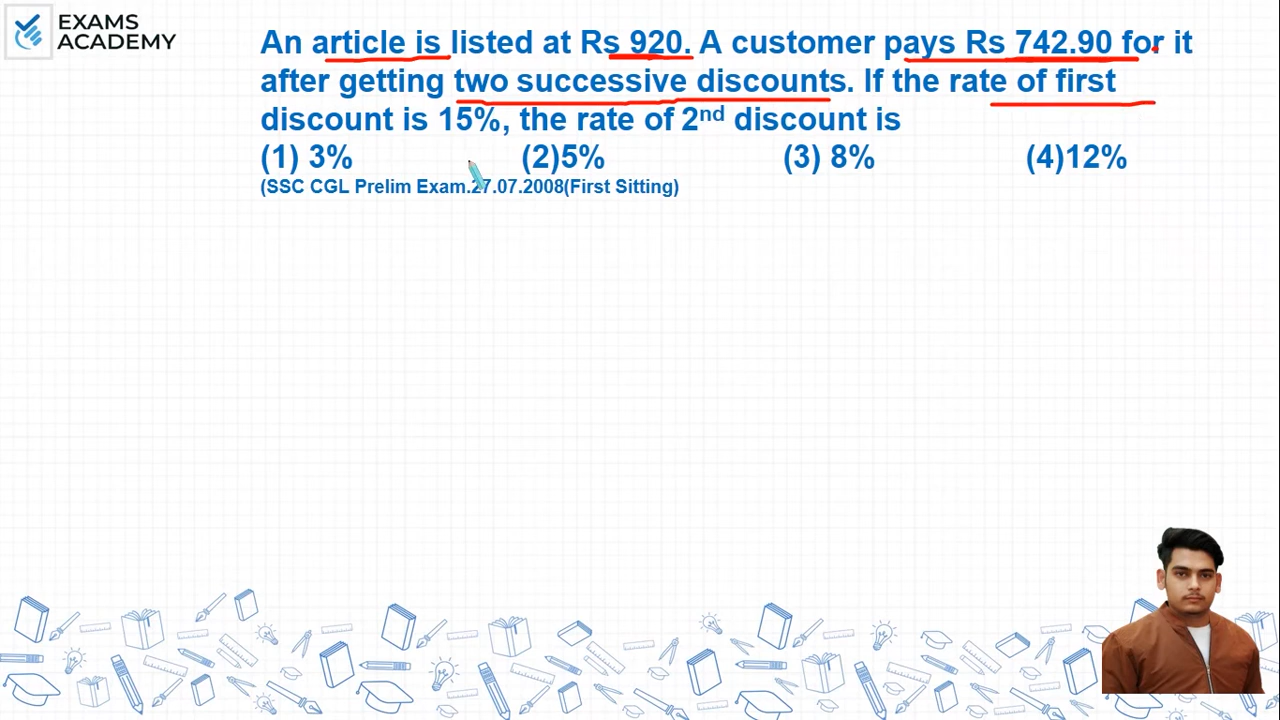 EXAMS
ACADEMY
An article is listed at Rs 920. A customer pays Rs 742.90 for it
after getting two successive discounts. If the rate of first
discount is 15%, the rate of 2nd discount is
(1) 3% (2)5% (3) 8% (4)12%
(SSC CGL Prelim Exam.27.07.2008(First Sitting)